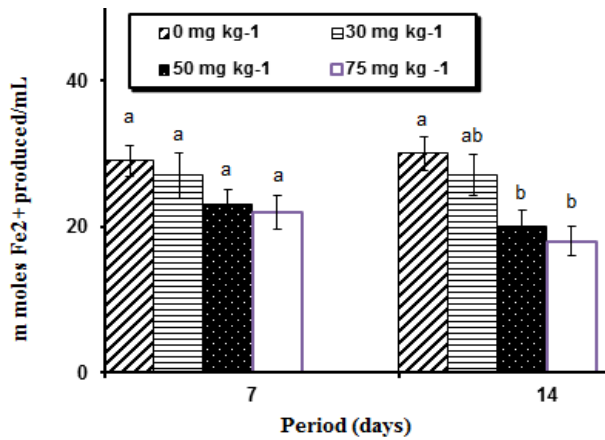 0 mg kg-1 30 mg kg-1
50 mg kg-1 75 mg kg -1
m moles Fe2+ produced/mL
40
20
0
a a a a
a ab b b
7 14
Period (days)